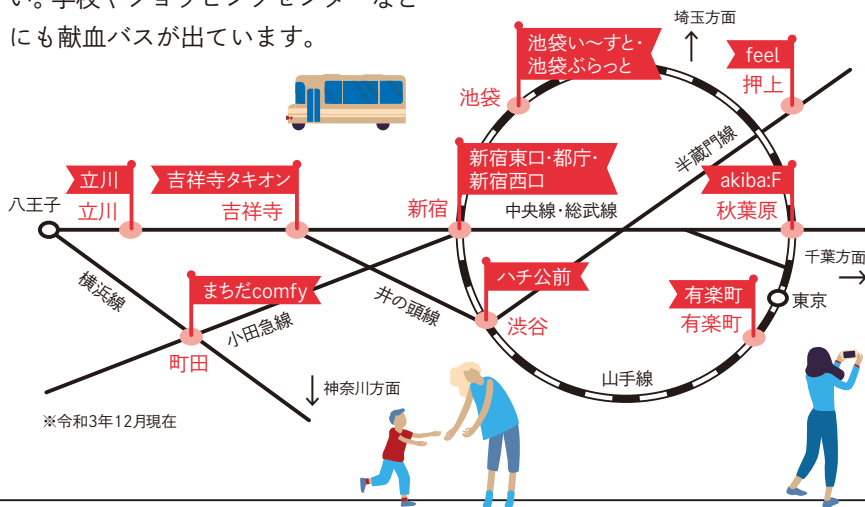 い。学校やショッピングセンターなど
にも献血バスが出ています。
埼玉方面
池袋い～すと・
池袋ぶらっと
feel
池袋
押上
半蔵門線
立川
吉祥寺タキオン
新宿東口・都庁・
新宿西口
akiba:F
八王子
立川
吉祥寺
新宿
中央線・総武線
秋葉原
千葉方面
横浜線
まちだcomfy
井の頭線
ハチ公前
有楽町
東京
小田急線
渋谷
有楽町
町田
山手線
神奈川方面
※令和3年12月現在